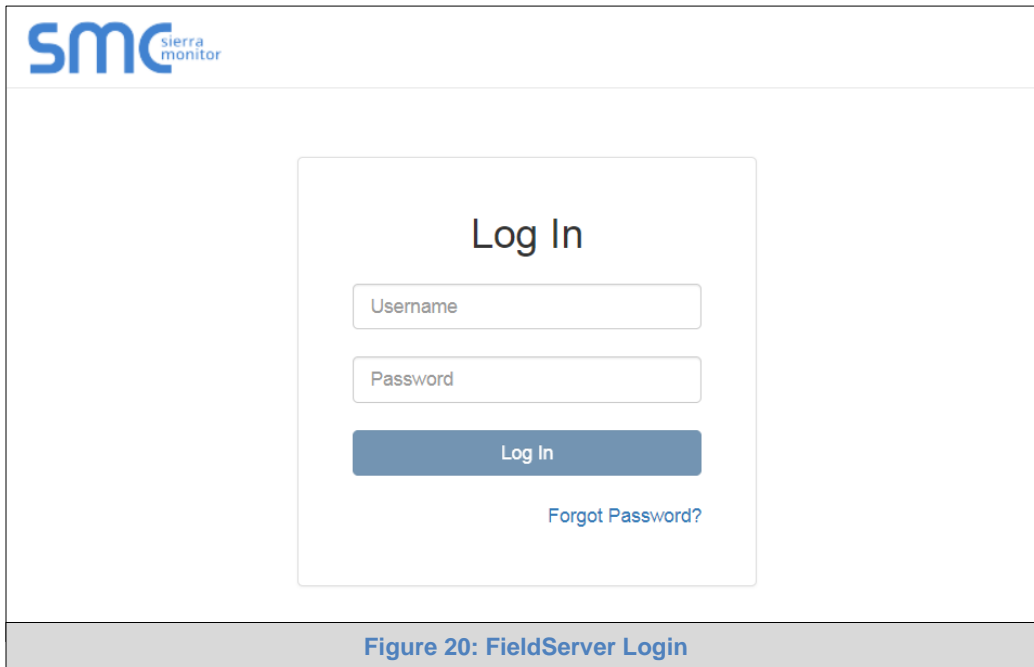 SMC sierra
monitor
Log In
Username
Password
Log In
Forgot Password?
Figure 20: FieldServer Login